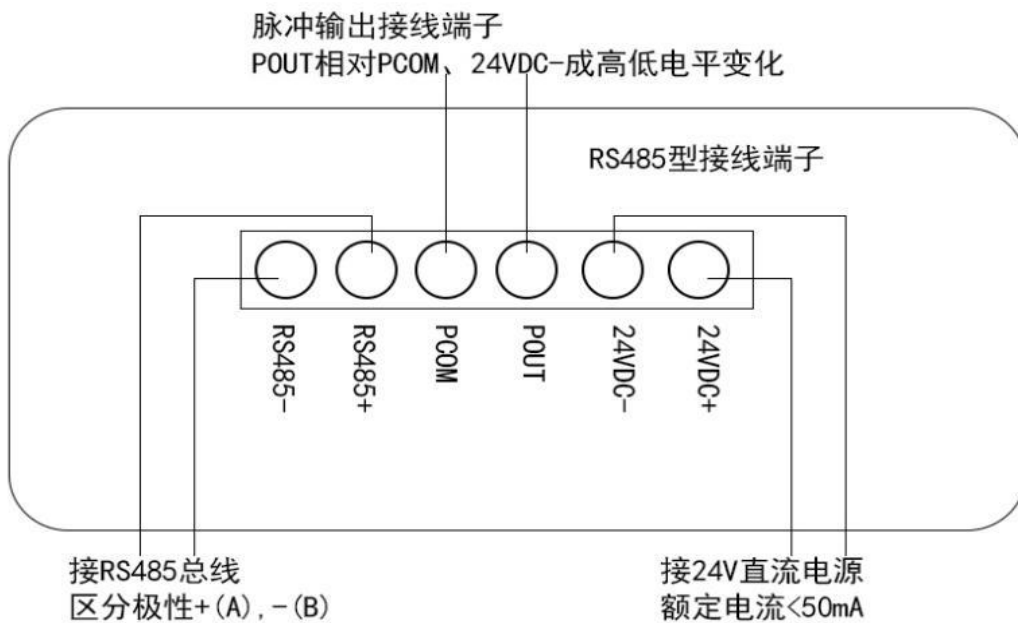 脉冲输出接线端子
POUT相对PCOM、24VDC-成高低电平变化
RS485型接线端子
RS485-
RS485+
PCOM
POUT
24VDC-
24VDC+
接RS485总线
区分极性+(A),-(B)
接24V直流电源
额定电流<50mA